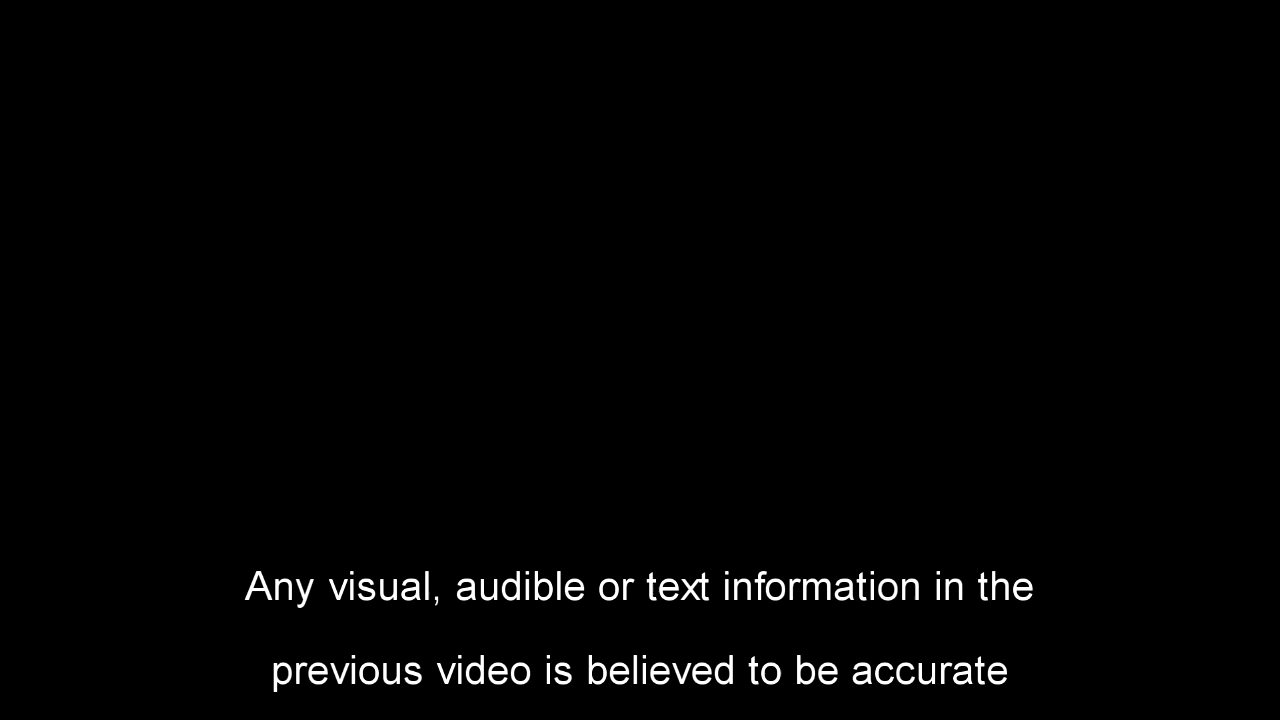 Any visual, audible or text information in the
previous video is believed to be accurate